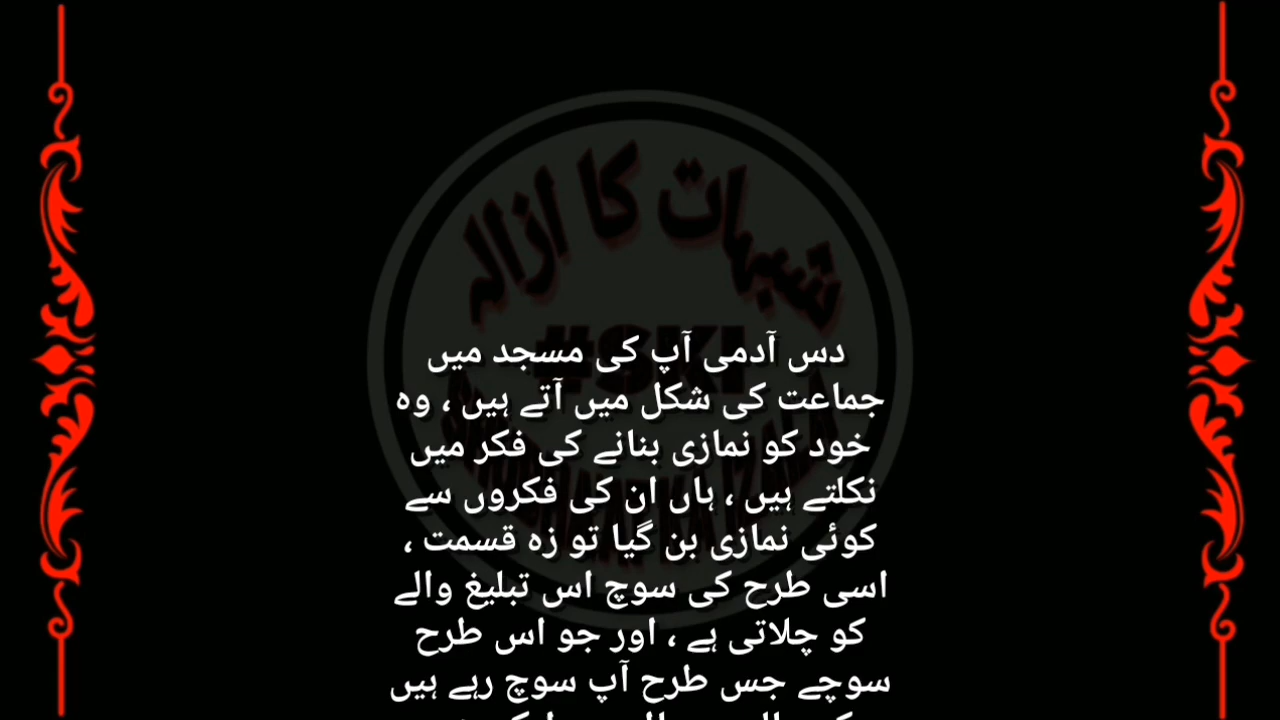 شبہات کا ازالہ
#SKI
دس آدمی آپ کی مسجد میں
جماعت کی شکل میں آتے ہیں ، وہ
خود کو نمازی بنانے کی فکر میں
نکلتے ہیں ، ہاں ان کی فکروں سے
کوئی نمازی بن گیا تو زہ قسمت ،
اسی طرح کی سوچ اس تبلیغ والے
کو چلاتی ہے ، اور جو اس طرح
سوچے جس طرح آپ سوچ رہے ہیں